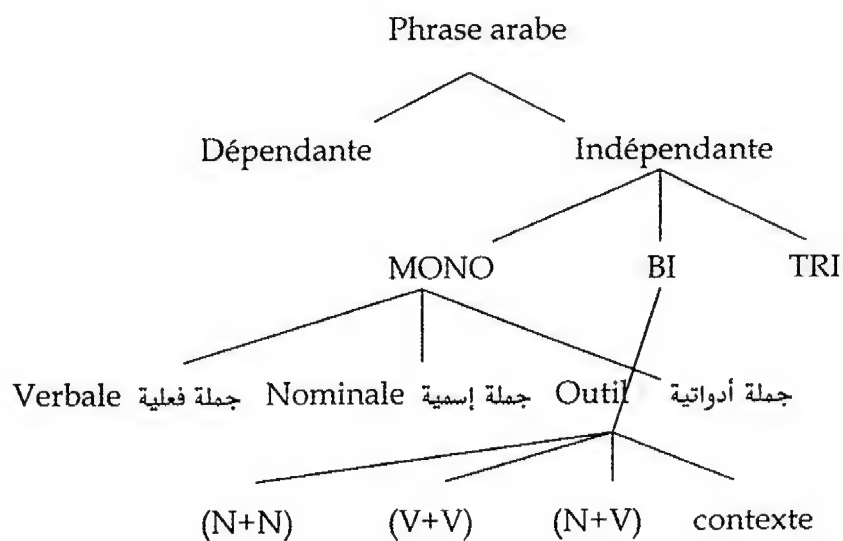 Phrase arabe
Dépendante Indépendante
MONO BI TRI
Verbale جملة فعلية Nominale جملة إسمية Outil جملة أدواتية
(N+N) (V+V) (N+V) contexte